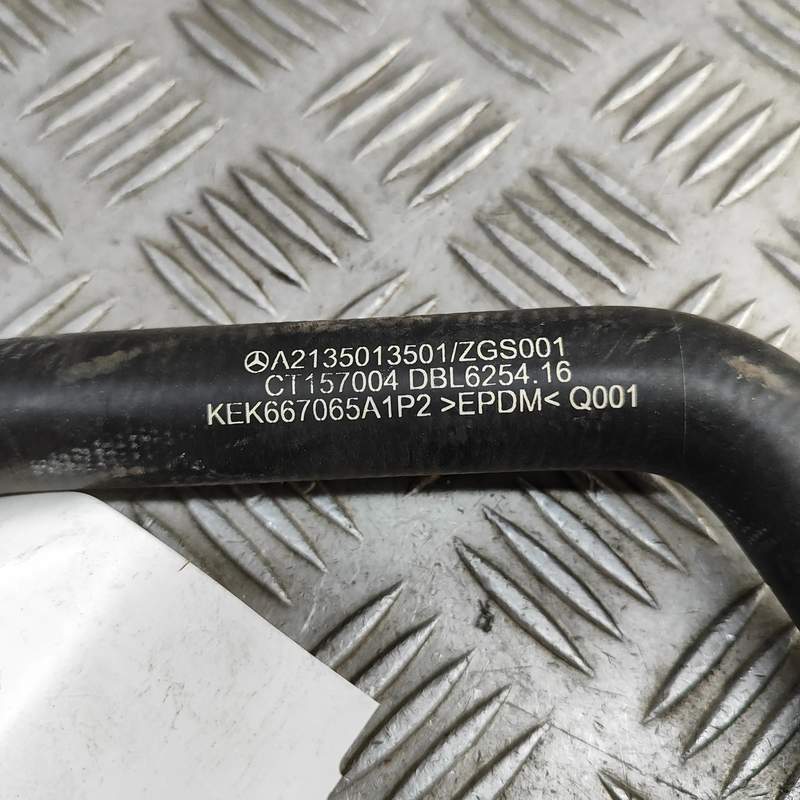 A2135013501/ZGS001
CT157004 DBL6254.16
KEK667065A1P2 >EPDM< Q001